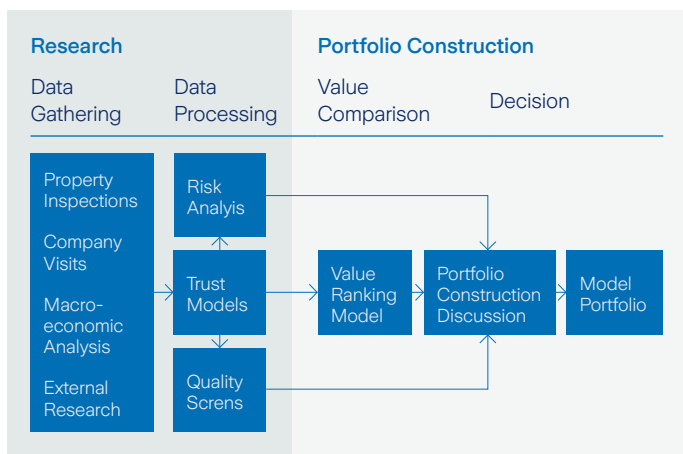 Research
Portfolio Construction
Data
Gathering
Data
Processing
Value
Comparison
Decision
Property
Inspections
Company
Visits
Macro-
economic
Analysis
External
Research
Risk
Analyis
Trust
Models
Quality
Screns
Value
Ranking
Model
Portfolio
Construction
Discussion
Model
Portfolio